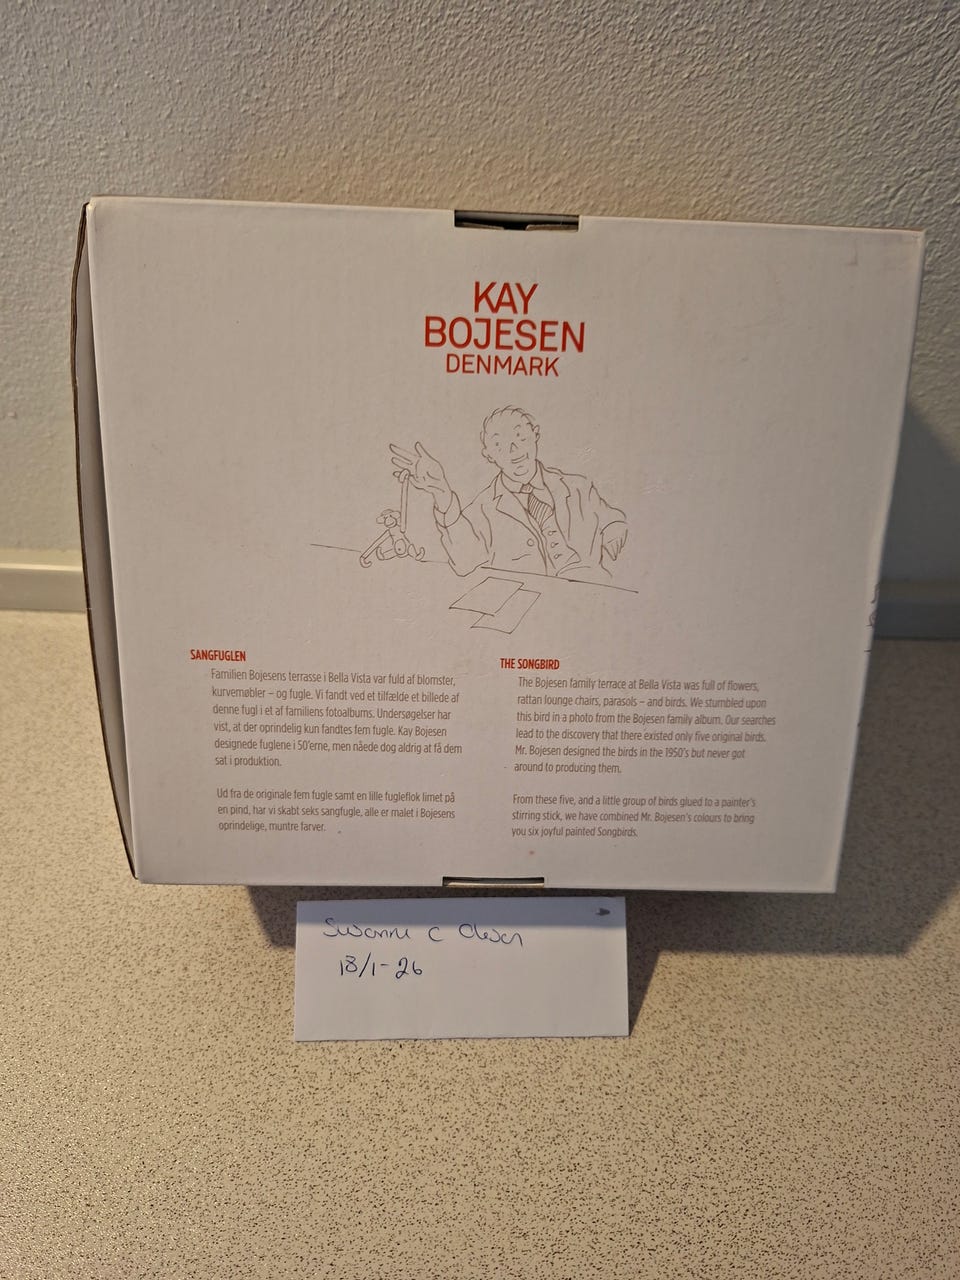 KAY
BOJESEN
DENMARK
SANGFUGLEN
Familien Bojesens terrasse i Bella Vista var fuld af blomster,
kurvemøbler – og fugle. Vi fandt ved et tilfælde et billede af
denne fugl i et af familiens fotoalbums. Undersøgelser har
vist, at der oprindelig kun fandtes fem fugle. Kay Bojesen
designede fuglene i 50'erne, men nåede dog aldrig at få dem
sat i produktion.
Ud fra de originale fem fugle samt en lille fugleflok limet på
en pind, har vi skabt seks sangfugle, alle er malet i Bojesens
oprindelige, muntre farver.
THE SONGBIRD
The Bojesen family terrace at Bella Vista was full of flowers,
rattan lounge chairs, parasols – and birds. We stumbled upon
this bird in a photo from the Bojesen family album. Our searches
lead to the discovery that there existed only five original birds.
Mr. Bojesen designed the birds in the 1950's but never got
around to producing them.
From these five, and a little group of birds glued to a painter's
stirring stick, we have combined Mr. Bojesen's colours to bring
you six joyful painted Songbirds.
Susanne C Olsen
18/1-26